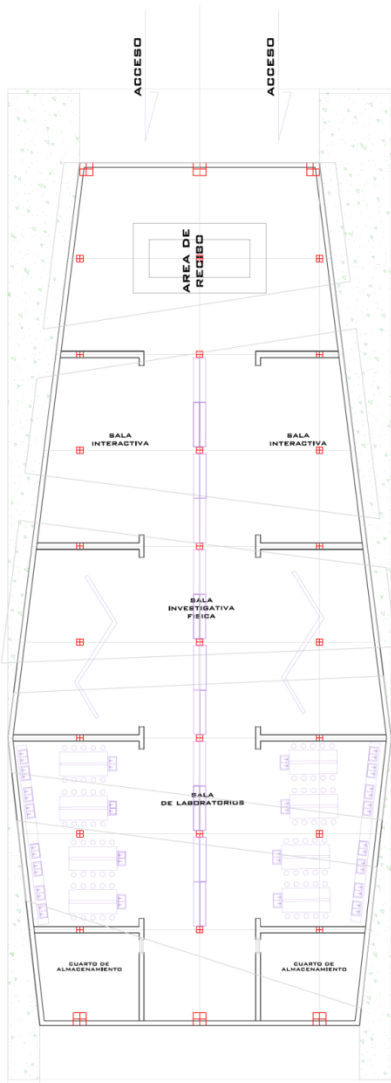 ACCESO
ACCESO
AREA DE
RECIBO
SALA
INTERACTIVA
SALA
INTERACTIVA
SALA
INVESTIGATIVA
FISICA
SALA
DE LABORATORIUS
CUARTO DE
ALMACENAMIENTO
CUARTO DE
ALMACENAMIENTO